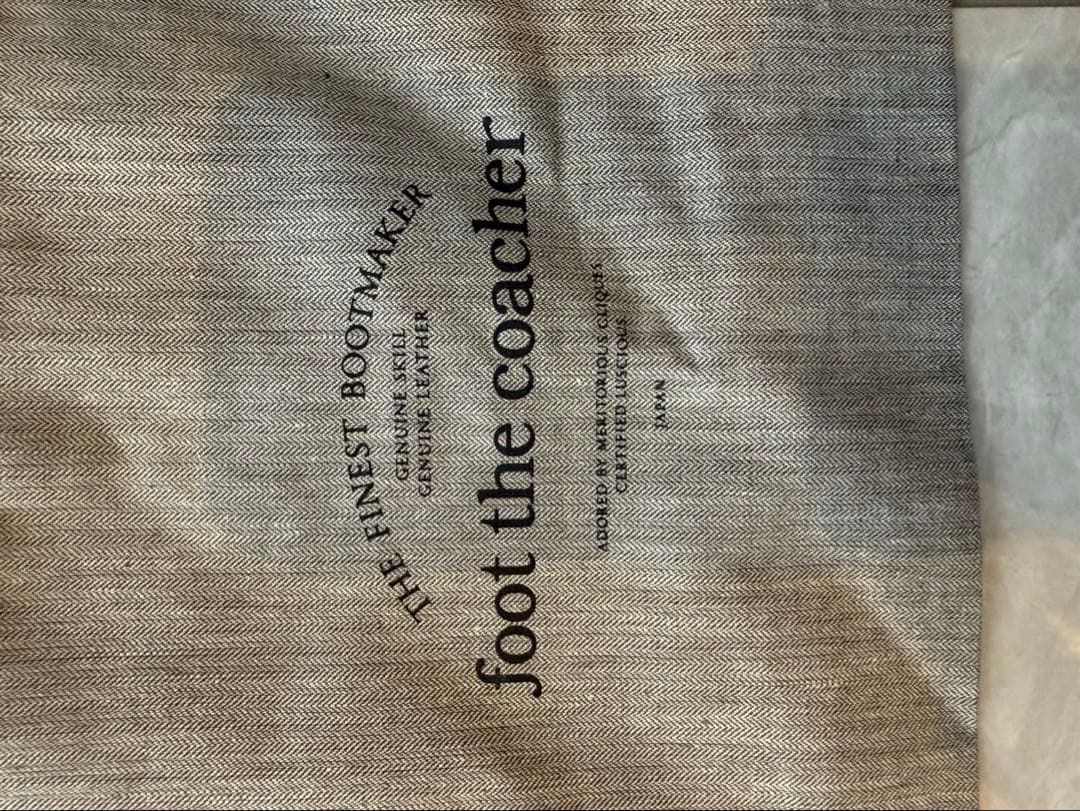 THE FINEST BOOTMAKER
GENUINE SKILL
GENUINE LEATHER
foot the coacher
ADORED BY MERITORIOUS CLIQUES
CERTIFIED LUSCIOUS
JAPAN